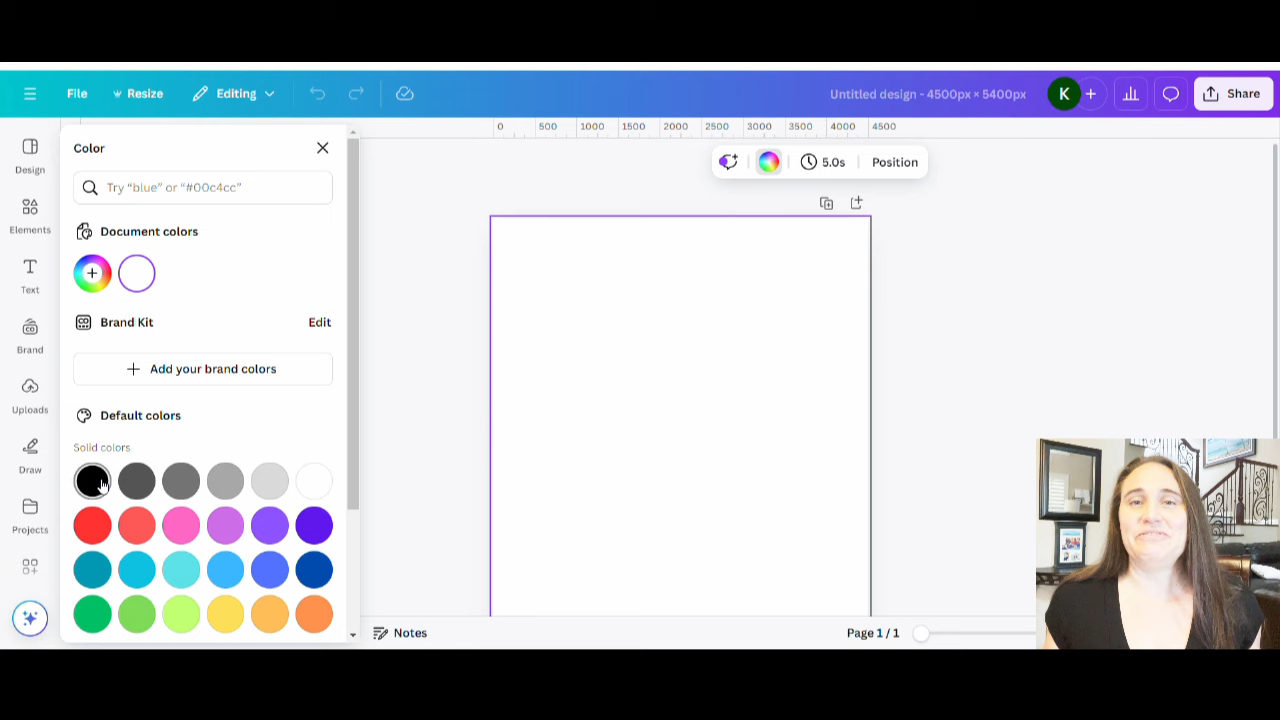 File
Resize
Editing
Untitled design - 4500px × 5400px
K
Share
0 500 1000 1500 2000 2500 3000 3500 4000 4500
Design
Elements
Text
Brand
Uploads
Draw
Projects
Color
Try “blue” or “#00c4cc”
Document colors
Brand Kit
Edit
Add your brand colors
Default colors
Solid colors
5.0s
Position
Notes
Page 1 / 1